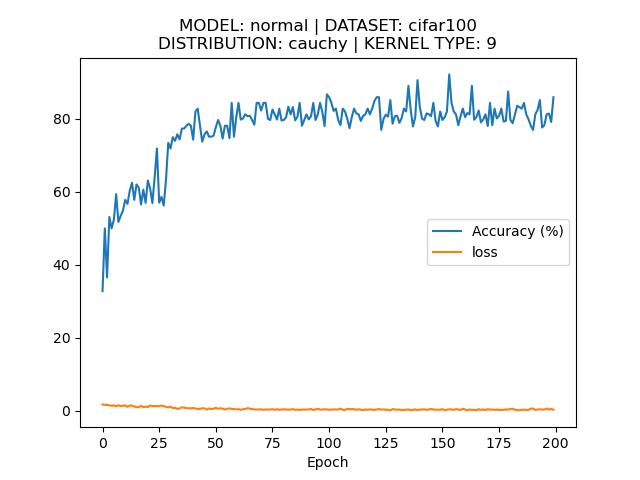 MODEL: normal | DATASET: cifar100
DISTRIBUTION: cauchy | KERNEL TYPE: 9
80
60
40
20
0
Accuracy (%)
loss
0 25 50 75 100 125 150 175 200
Epoch